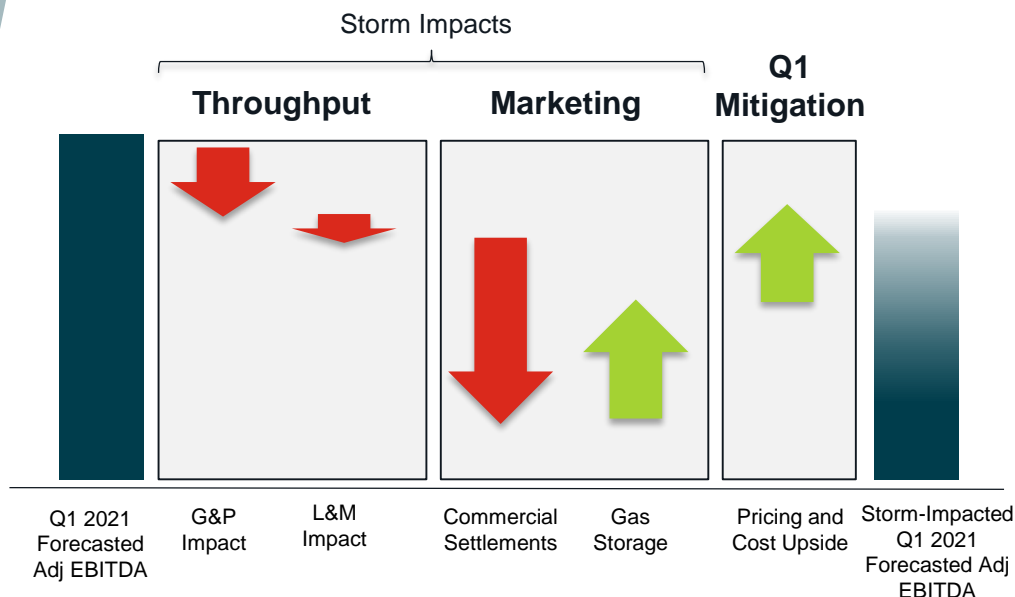 Storm Impacts
Throughput
Marketing
Q1
Mitigation
Q1 2021
Forecasted
Adj EBITDA
G&P
Impact
L&M
Impact
Commercial
Settlements
Gas
Storage
Pricing and
Cost Upside
Storm-Impacted
Q1 2021
Forecasted Adj
EBITDA